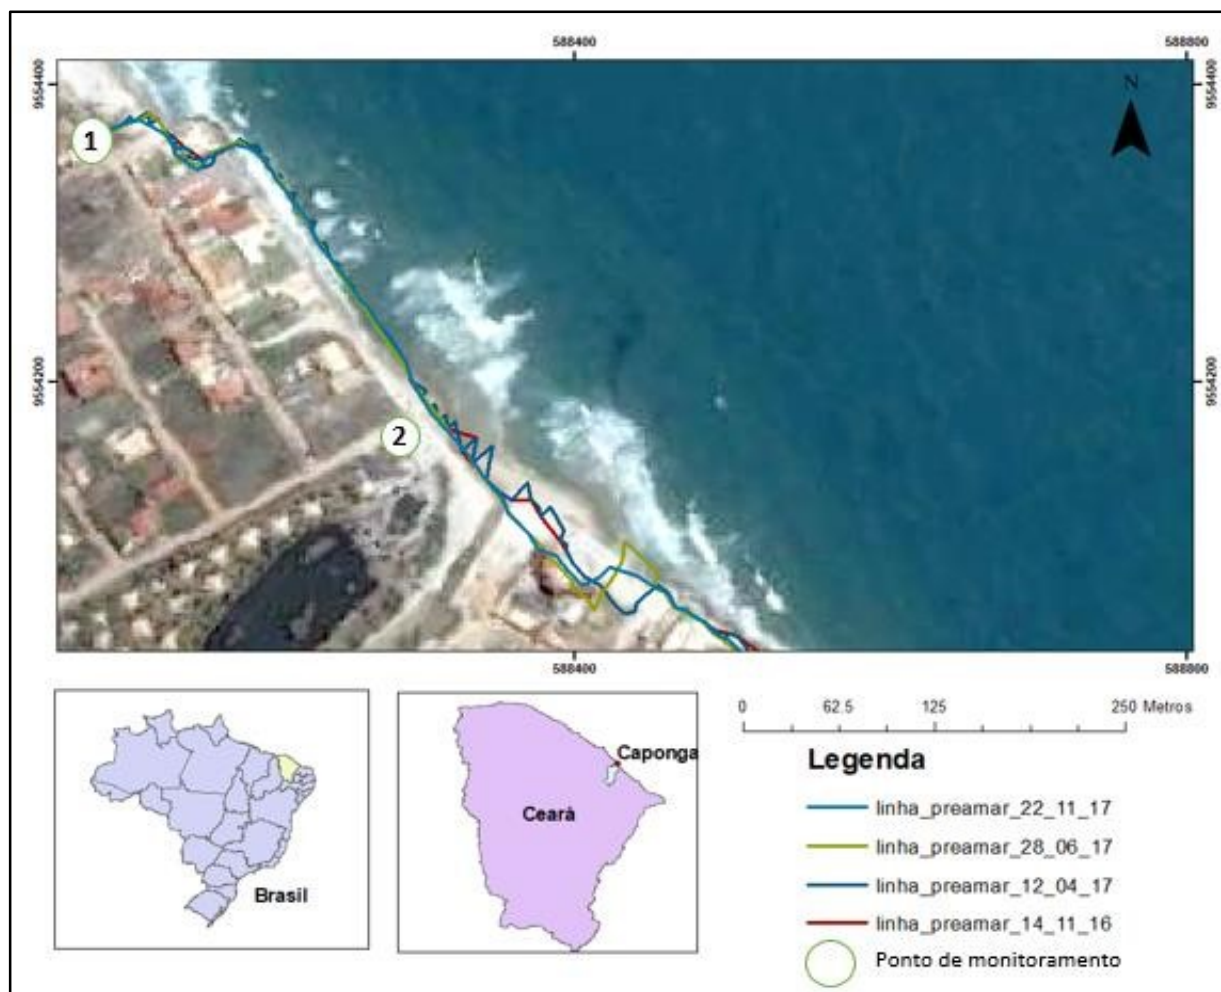 588400 588800
9554400 9554400
N
1
9554200 9554200
2
588400 588800
0 62.5 125 250 Metros
Caponga
Ceará
Brasil
Legenda
linha_preamar_22_11_17
linha_preamar_28_06_17
linha_preamar_12_04_17
linha_preamar_14_11_16
Ponto de monitoramento